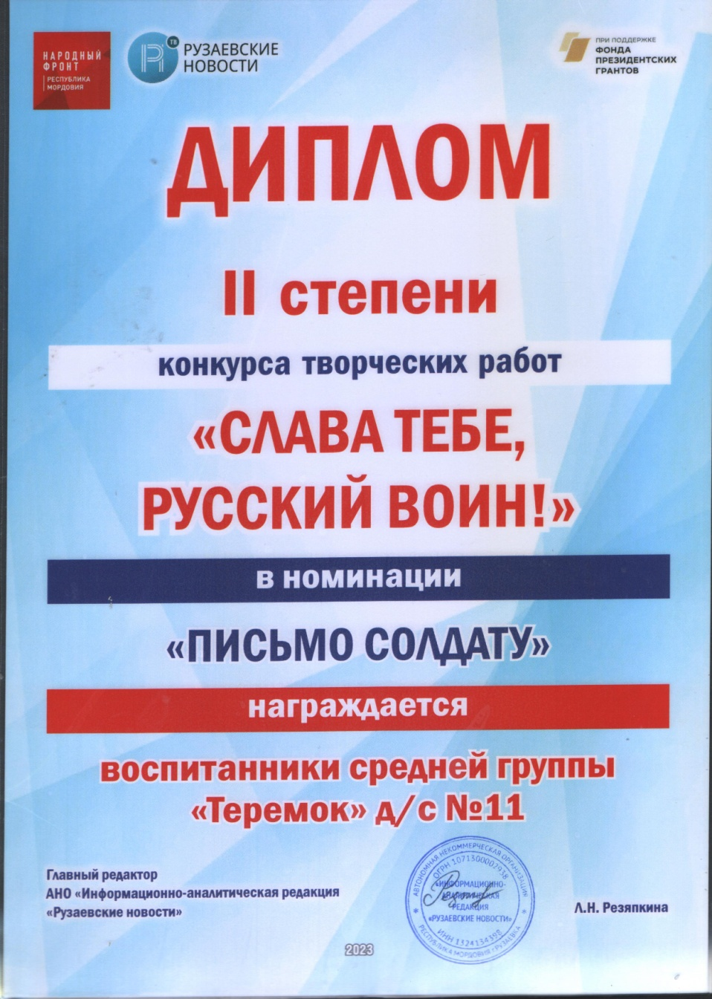 НАРОДНЫЙ
ФРОНТ
РЕСПУБЛИКА
МОРДОВИЯ
ТВ
РУЗАЕВСКИЕ
НОВОСТИ
ПРИ ПОДДЕРЖКЕ
ФОНДА
ПРЕЗИДЕНТСКИХ
ГРАНТОВ
ДИПЛОМ
II степени
конкурса творческих работ
«СЛАВА ТЕБЕ,
РУССКИЙ ВОИН!»
в номинации
«ПИСЬМО СОЛДАТУ»
награждается
воспитанники средней группы
«Теремок» д/с №11
Главный редактор
АНО «Информационно-аналитическая редакция
«Рузаевские новости»
АВТОНОМНАЯ НЕКОММЕРЧЕСКАЯ ОРГАНИЗАЦИЯ
ОГРН 1071300007938
«ИНФОРМАЦИОННО-
АНАЛИТИЧЕСКАЯ
РЕДАКЦИЯ
«РУЗАЕВСКИЕ НОВОСТИ»
ИНН 1324134398
РЕСПУБЛИКА МОРДОВИЯ г.РУЗАЕВКА
Л.Н. Резяпкина
2023